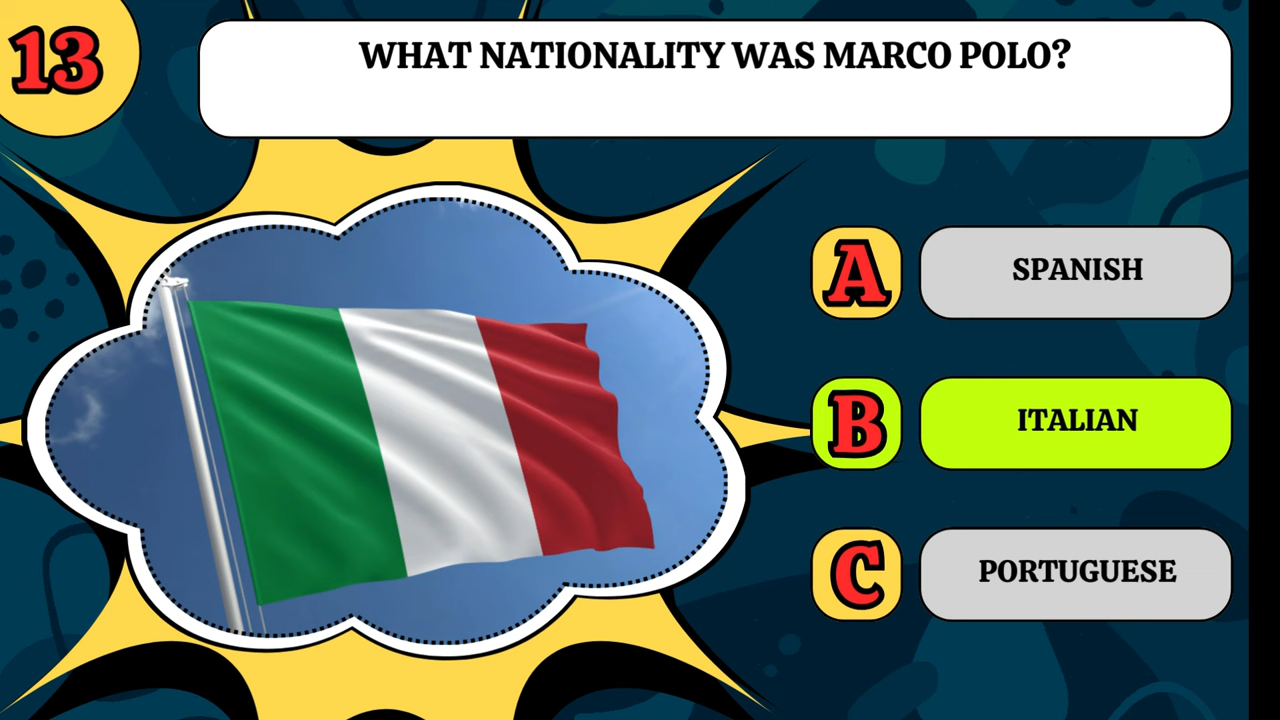 13
WHAT NATIONALITY WAS MARCO POLO?
A
SPANISH
B
ITALIAN
C
PORTUGUESE